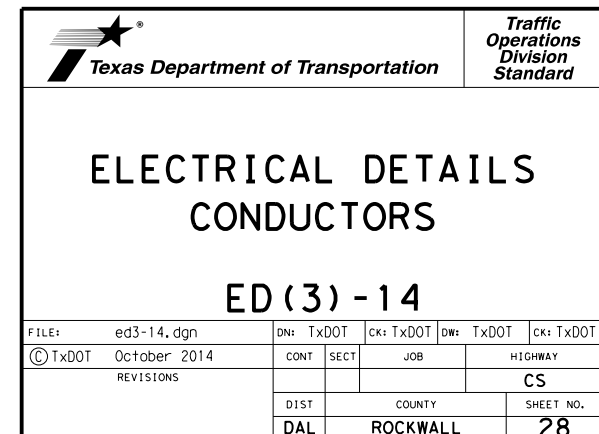 Texas Department of Transportation
Traffic
Operations
Division
Standard
ELECTRICAL DETAILS
CONDUCTORS
ED(3)-14
FILE: ed3-14.dgn DN: TxDOT CK: TxDOT DW: TxDOT CK: TxDOT
© TxDOT October 2014 CONT SECT JOB HIGHWAY
REVISIONS CS
DIST COUNTY SHEET NO.
DAL ROCKWALL 28